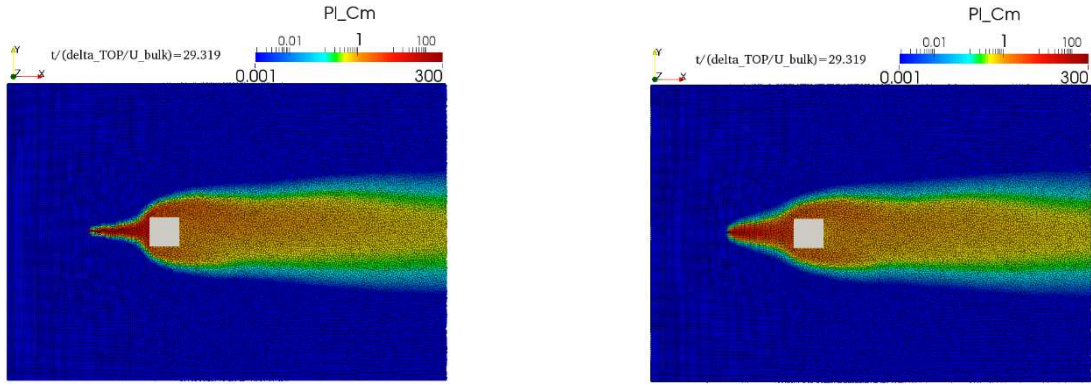 Pl_Cm
t/(delta_TOP/U_bulk)=29.319
0.01 1 100
0.001 300
Y
Z X
Pl_Cm
t/(delta_TOP/U_bulk)=29.319
0.01 1 100
0.001 300
Y
Z X